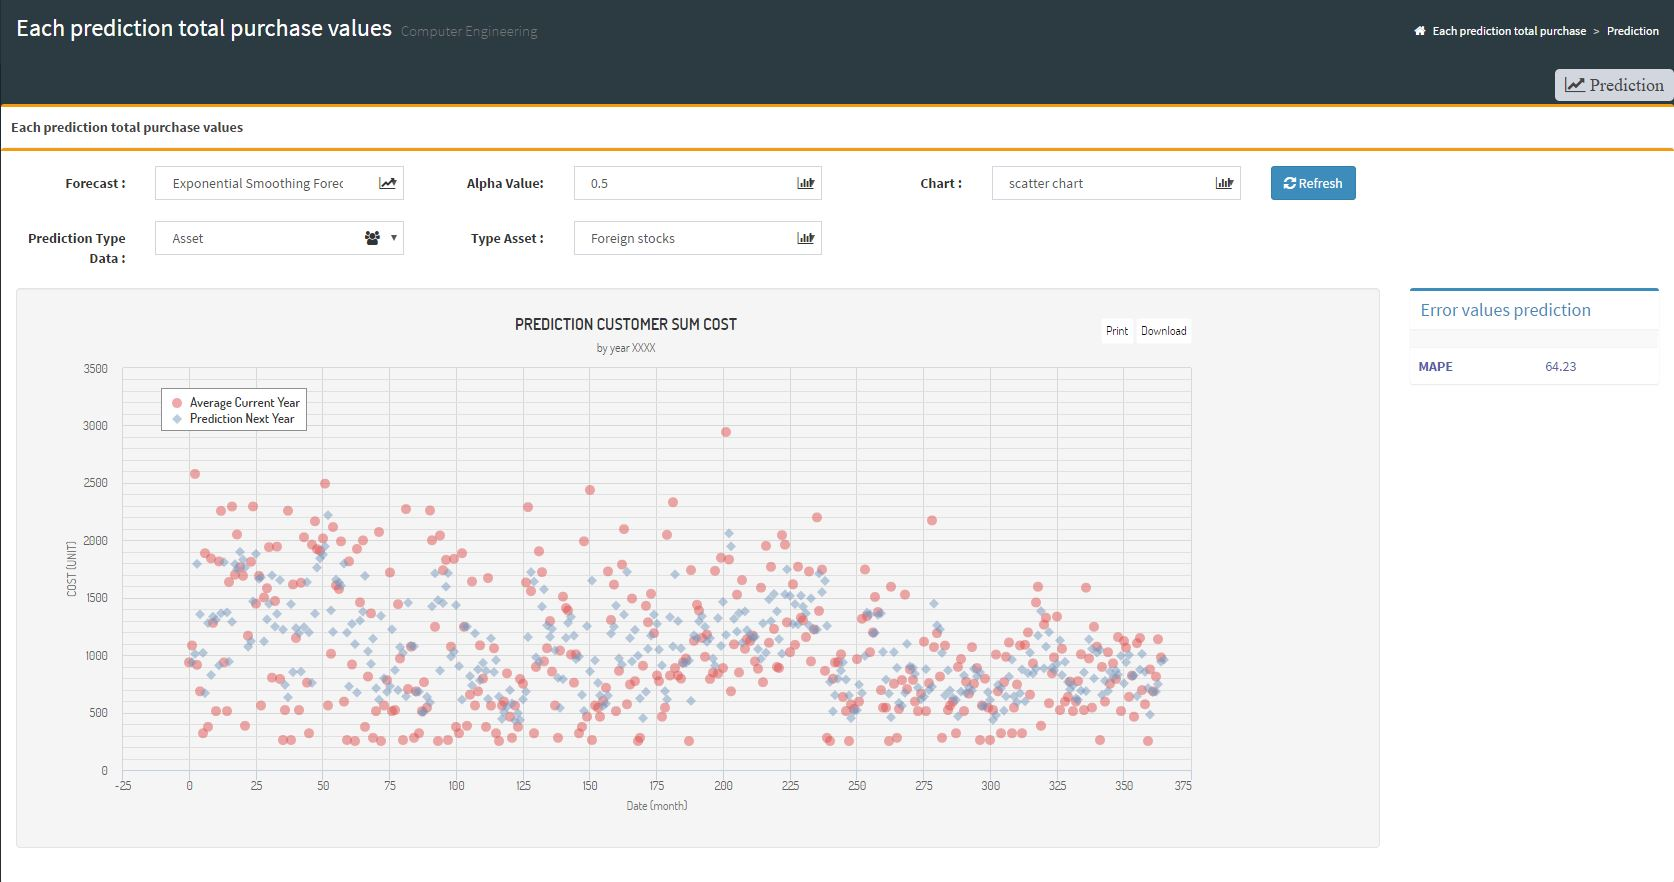 Each prediction total purchase values Computer Engineering
Each prediction total purchase > Prediction
Prediction
Each prediction total purchase values
Forecast : Exponential Smoothing Forec Alpha Value: 0.5 Chart : scatter chart Refresh
Prediction Type Data : Asset Type Asset : Foreign stocks
PREDICTION CUSTOMER SUM COST
by year XXXX
Print Download
Average Current Year
Prediction Next Year
3500
3000
2500
2000
1500
1000
500
0
COST (UNIT)
-25 0 25 50 75 100 125 150 175 200 225 250 275 300 325 350 375
Date (month)
Error values prediction
MAPE 64.23